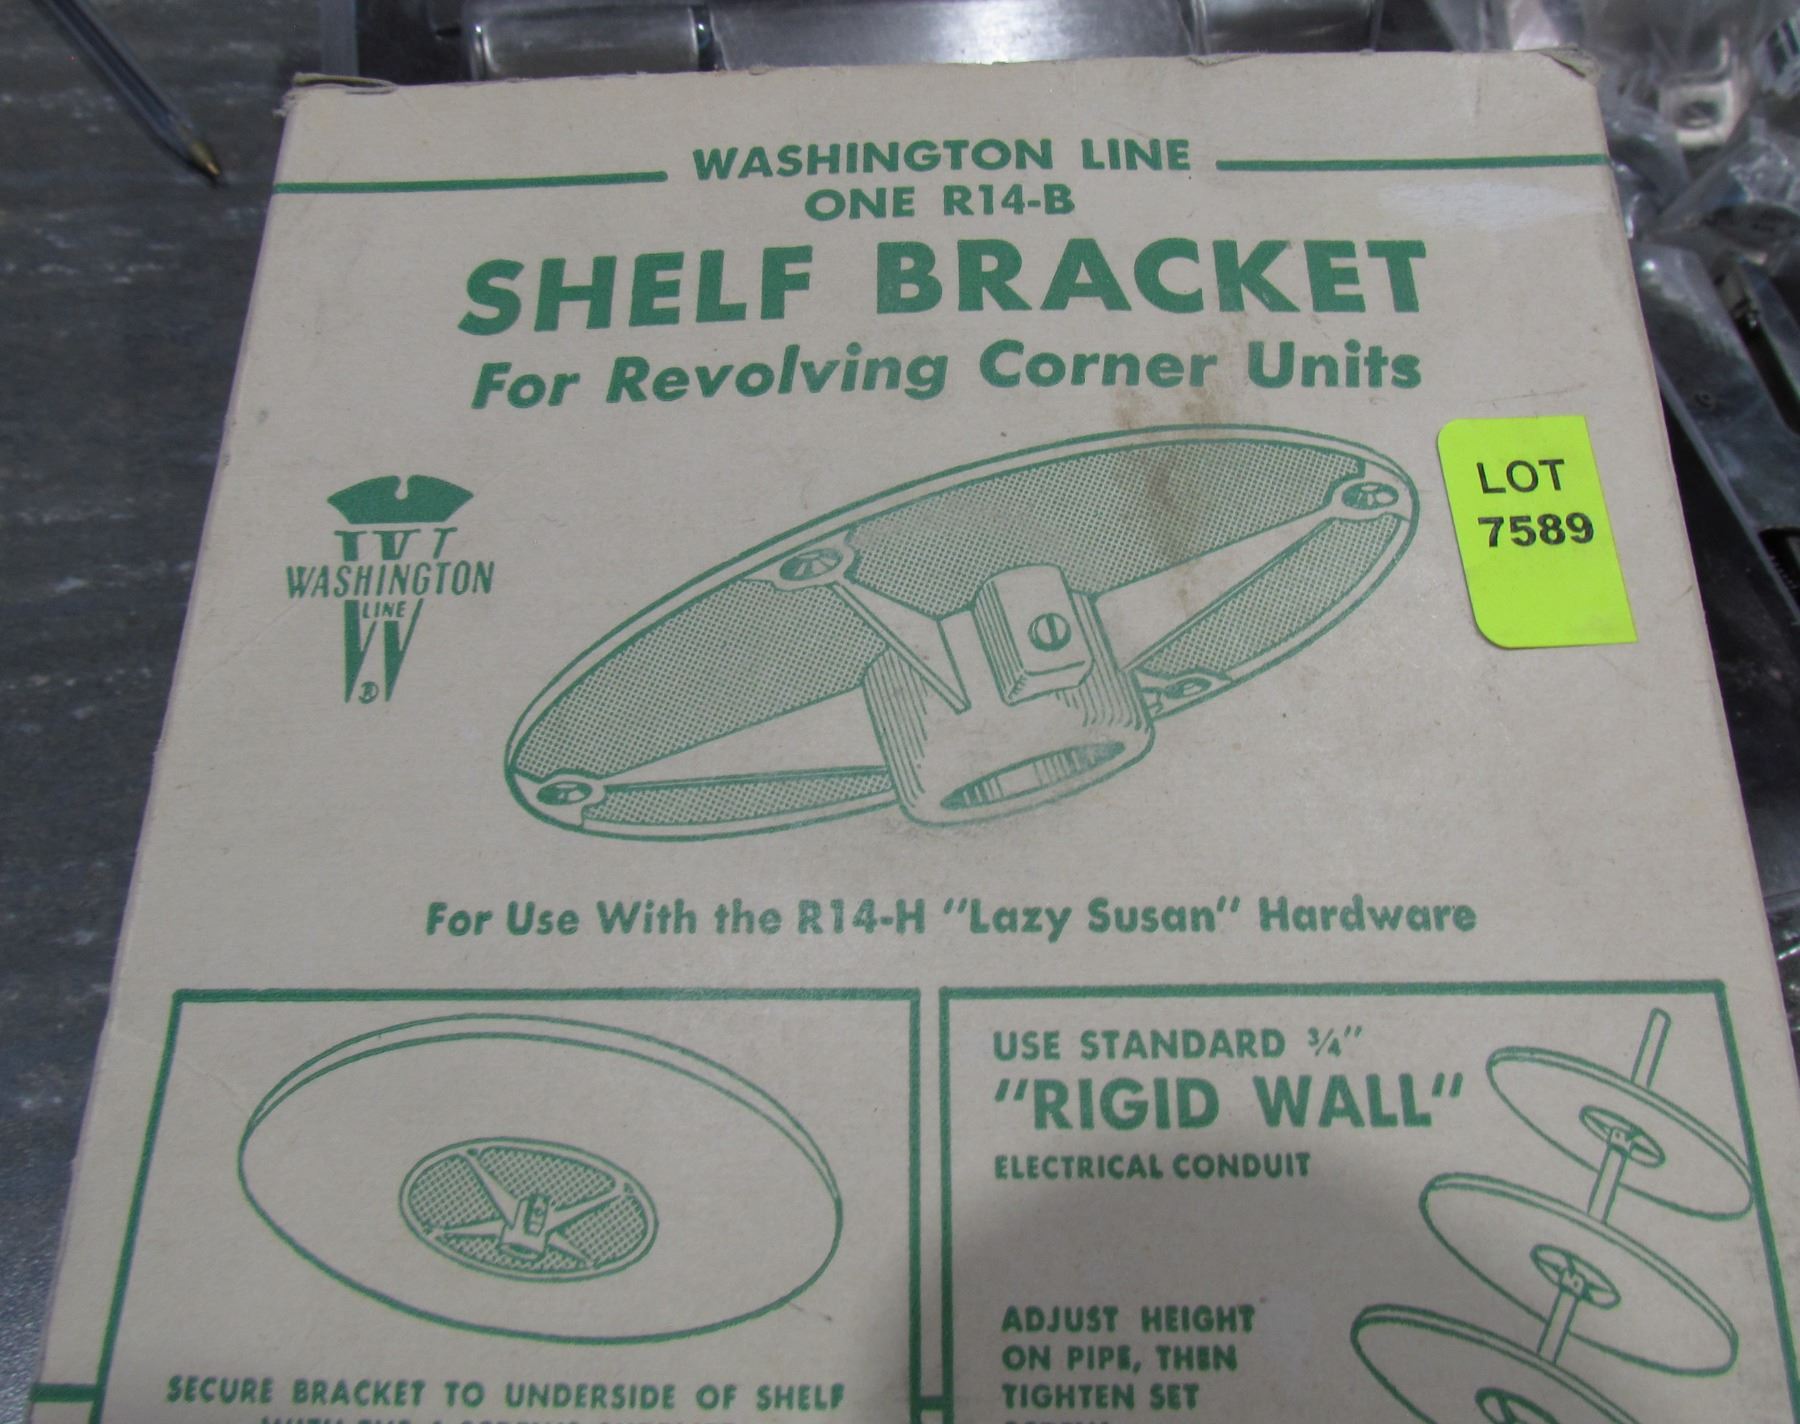 WASHINGTON LINE
ONE R14-B
SHELF BRACKET
For Revolving Corner Units
LOT
7589
W
WASHINGTON
LINE
®
For Use With the R14-H "Lazy Susan" Hardware
SECURE BRACKET TO UNDERSIDE OF SHELF
USE STANDARD ¾"
"RIGID WALL"
ELECTRICAL CONDUIT
ADJUST HEIGHT
ON PIPE, THEN
TIGHTEN SET